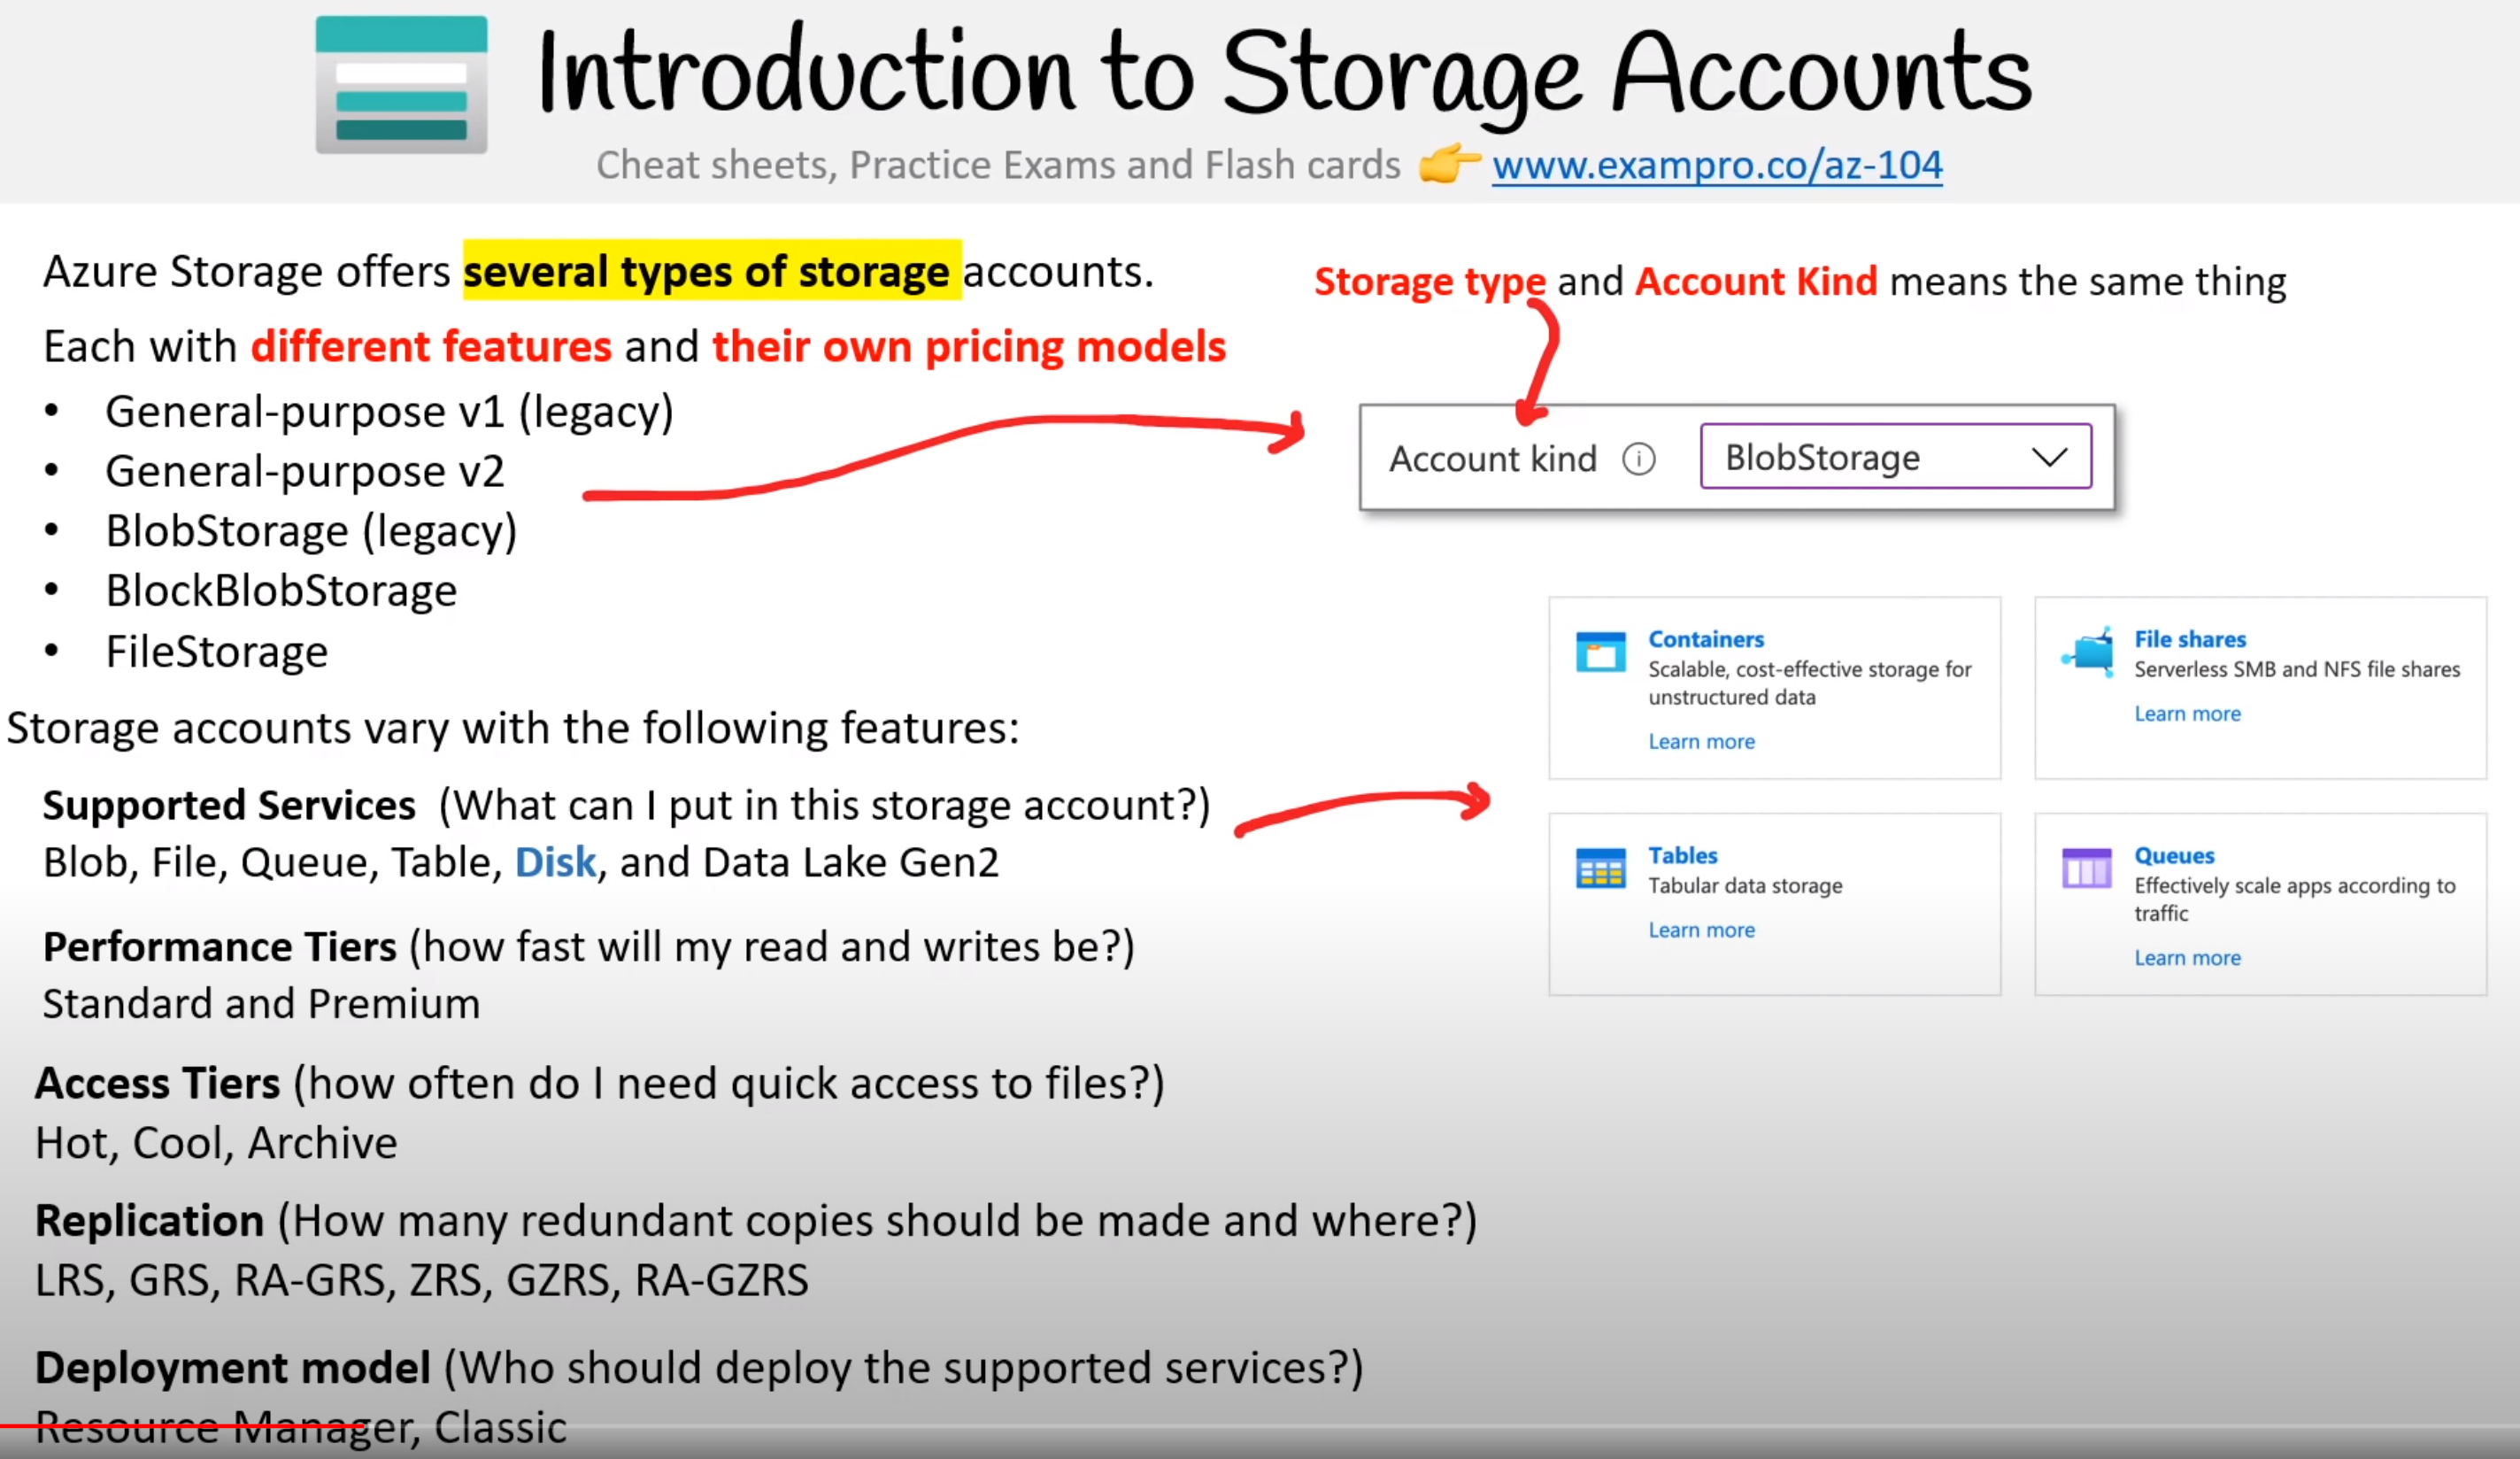 Introduction to Storage Accounts
Cheat sheets, Practice Exams and Flash cards 👉 www.exampro.co/az-104
Azure Storage offers several types of storage accounts.
Each with different features and their own pricing models
• General-purpose v1 (legacy)
• General-purpose v2
• BlobStorage (legacy)
• BlockBlobStorage
• FileStorage
Storage type and Account Kind means the same thing
Account kind BlobStorage
Storage accounts vary with the following features:
Supported Services (What can I put in this storage account?)
Blob, File, Queue, Table, Disk, and Data Lake Gen2
Containers
Scalable, cost-effective storage for
unstructured data
Learn more
File shares
Serverless SMB and NFS file shares
Learn more
Tables
Tabular data storage
Learn more
Queues
Effectively scale apps according to
traffic
Learn more
Performance Tiers (how fast will my read and writes be?)
Standard and Premium
Access Tiers (how often do I need quick access to files?)
Hot, Cool, Archive
Replication (How many redundant copies should be made and where?)
LRS, GRS, RA-GRS, ZRS, GZRS, RA-GZRS
Deployment model (Who should deploy the supported services?)
Resource Manager, Classic